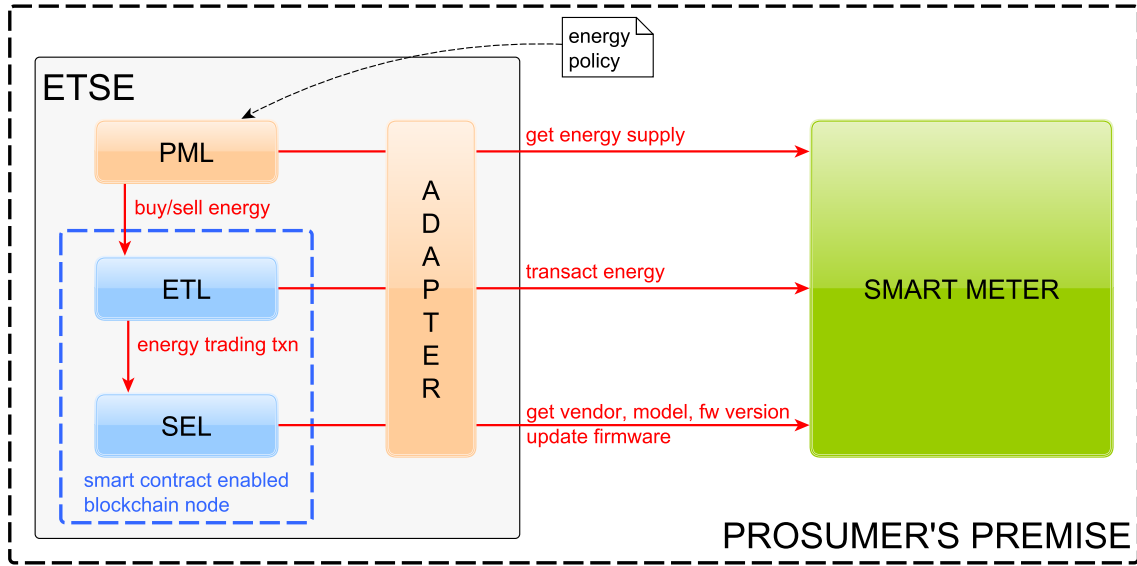 energy
policy
ETSE
PML
get energy supply
buy/sell energy
ADAPTER
ETL
transact energy
SMART METER
energy trading txn
SEL
get vendor, model, fw version
update firmware
smart contract enabled
blockchain node
PROSUMER'S PREMISE